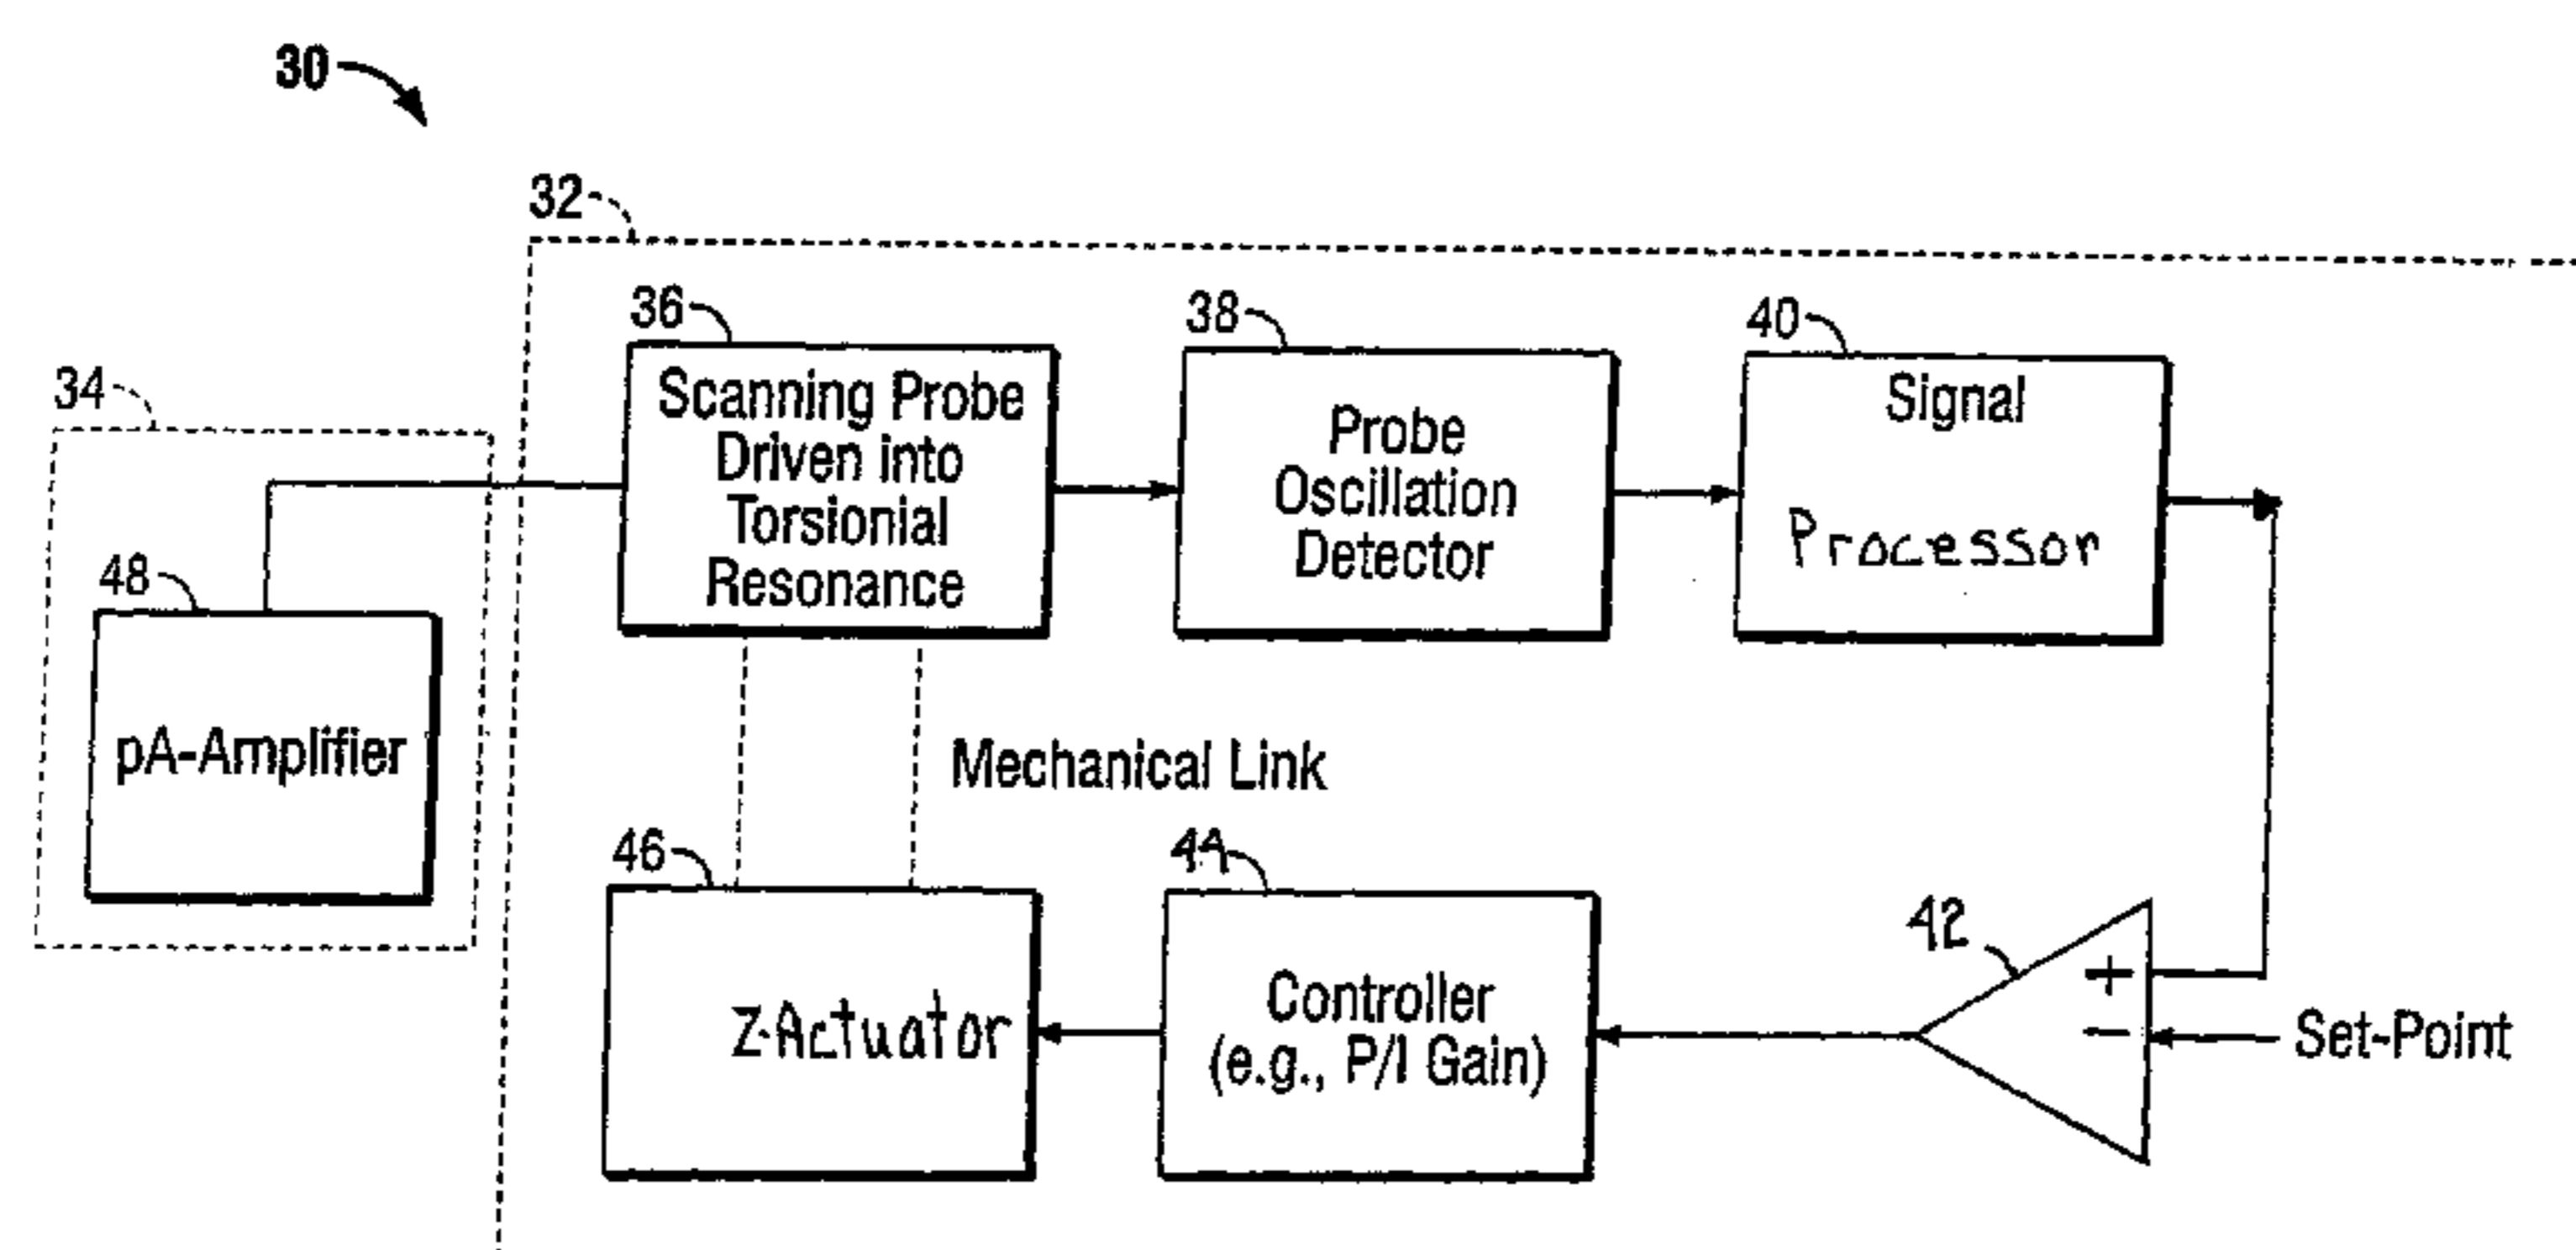 30
32
36
38
40
34
Scanning Probe
Driven into
Torsionial
Resonance
Probe
Oscillation
Detector
Signal
Processor
48
pA-Amplifier
Mechanical Link
46
44
42
Z-Actuator
Controller
(e.g., P/I Gain)
+
−
Set-Point